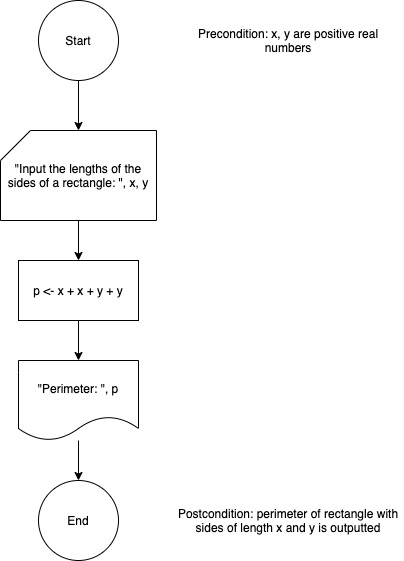 Start
Precondition: x, y are positive real
numbers
"Input the lengths of the
sides of a rectangle: ", x, y
p <- x + x + y + y
"Perimeter: ", p
End
Postcondition: perimeter of rectangle with
sides of length x and y is outputted